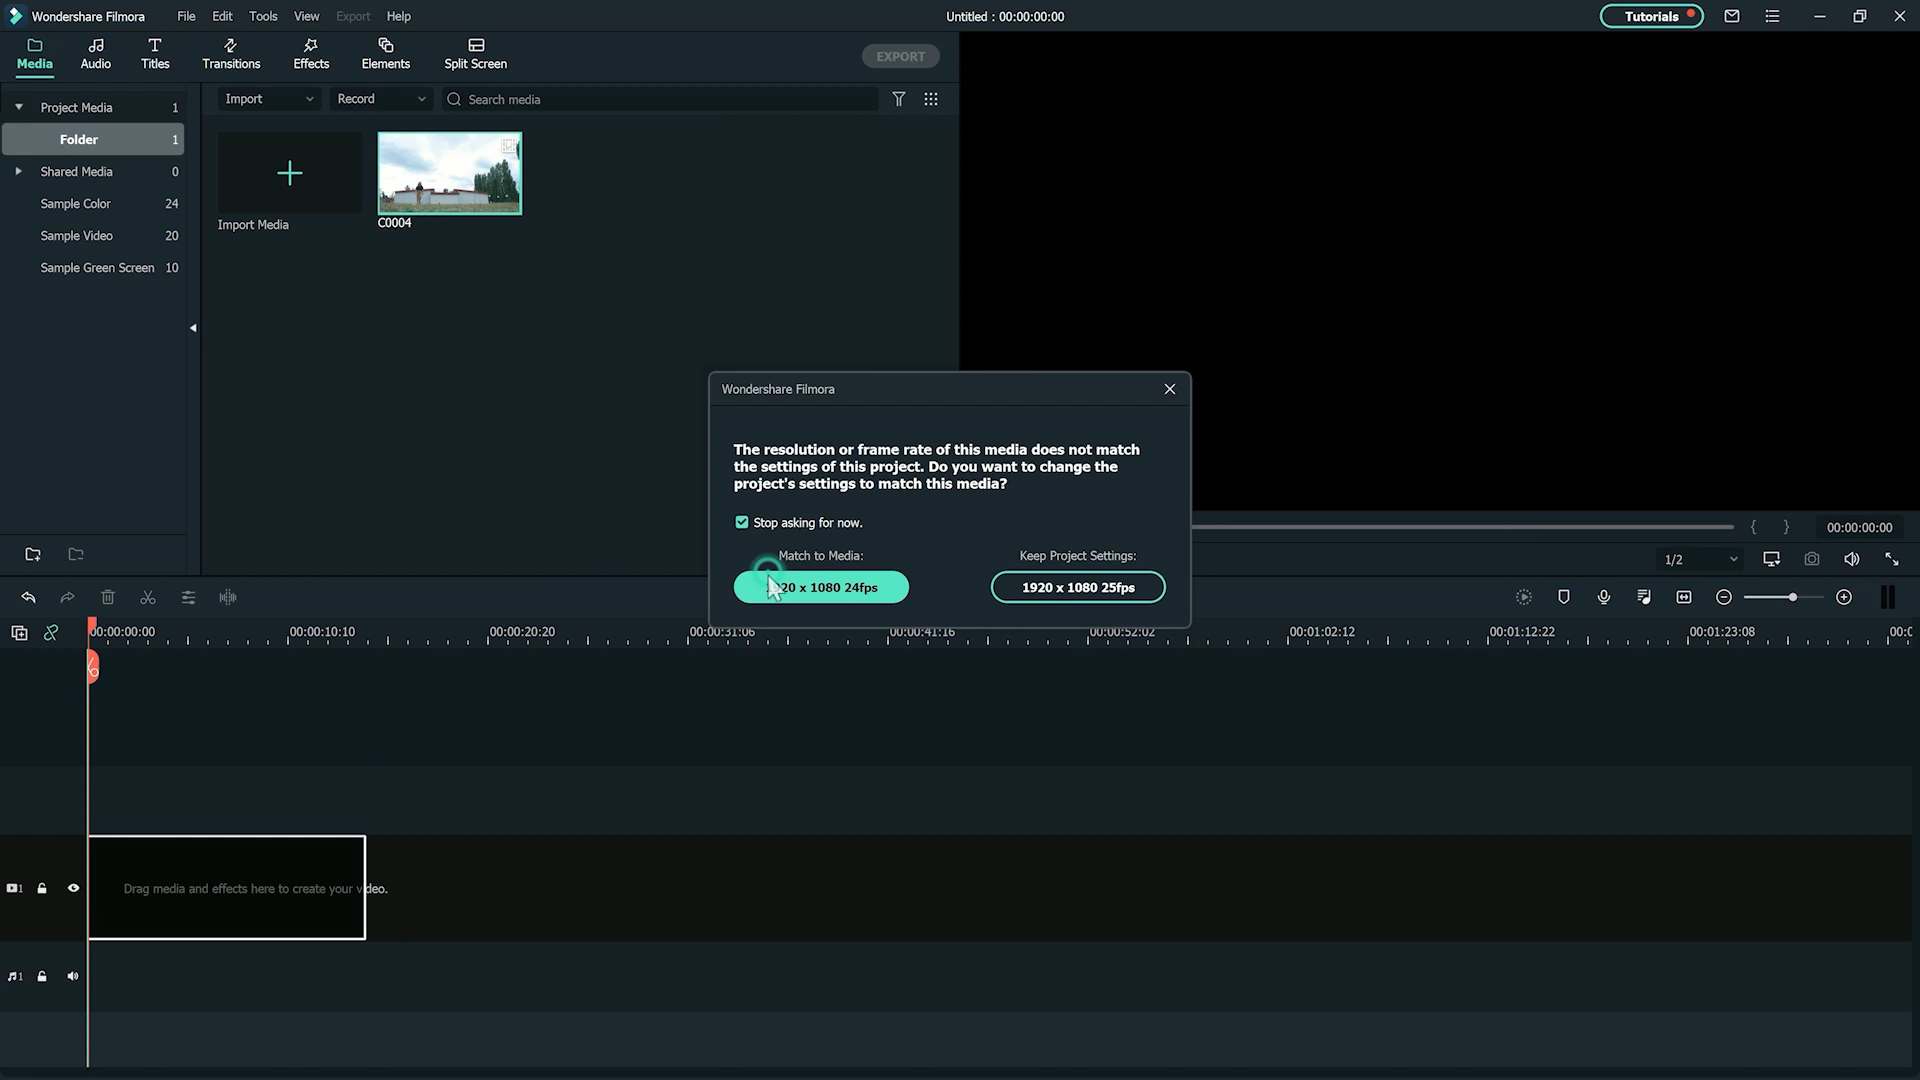 Wondershare Filmora
File Edit Tools View Export Help
Untitled : 00:00:00:00
Tutorials
Media Audio Titles Transitions Effects Elements Split Screen
EXPORT
Import Record Search media
Project Media 1
Folder 1
Shared Media 0
Sample Color 24
Sample Video 20
Sample Green Screen 10
Import Media
C0004
Wondershare Filmora
The resolution or frame rate of this media does not match
the settings of this project. Do you want to change the
project's settings to match this media?
Stop asking for now.
Match to Media: Keep Project Settings:
20 x 1080 24fps 1920 x 1080 25fps
{ } 00:00:00:00
1/2
00:00:00:00 00:00:10:10 00:00:20:20 00:00:31:06 00:00:41:16 00:00:52:02 00:01:02:12 00:01:12:22 00:01:23:08
Drag media and effects here to create your video.
1
1